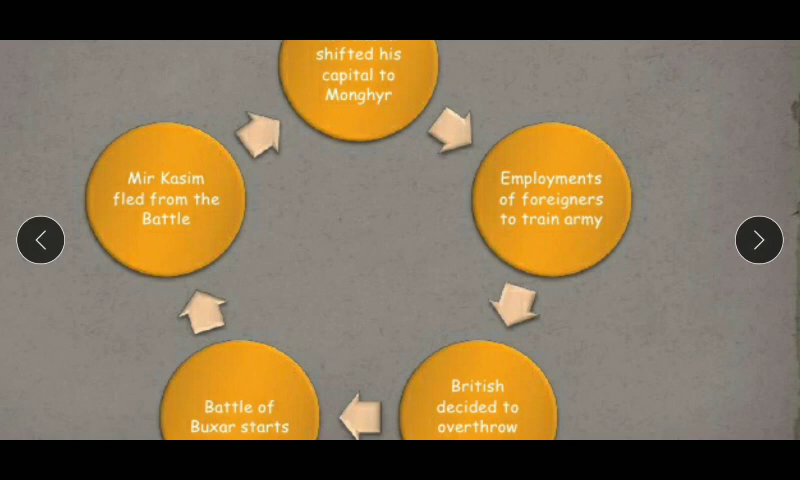 shifted his
capital to
Monghyr
Employments
of foreigners
to train army
British
decided to
overthrow
Battle of
Buxar starts
Mir Kasim
fled from the
Battle